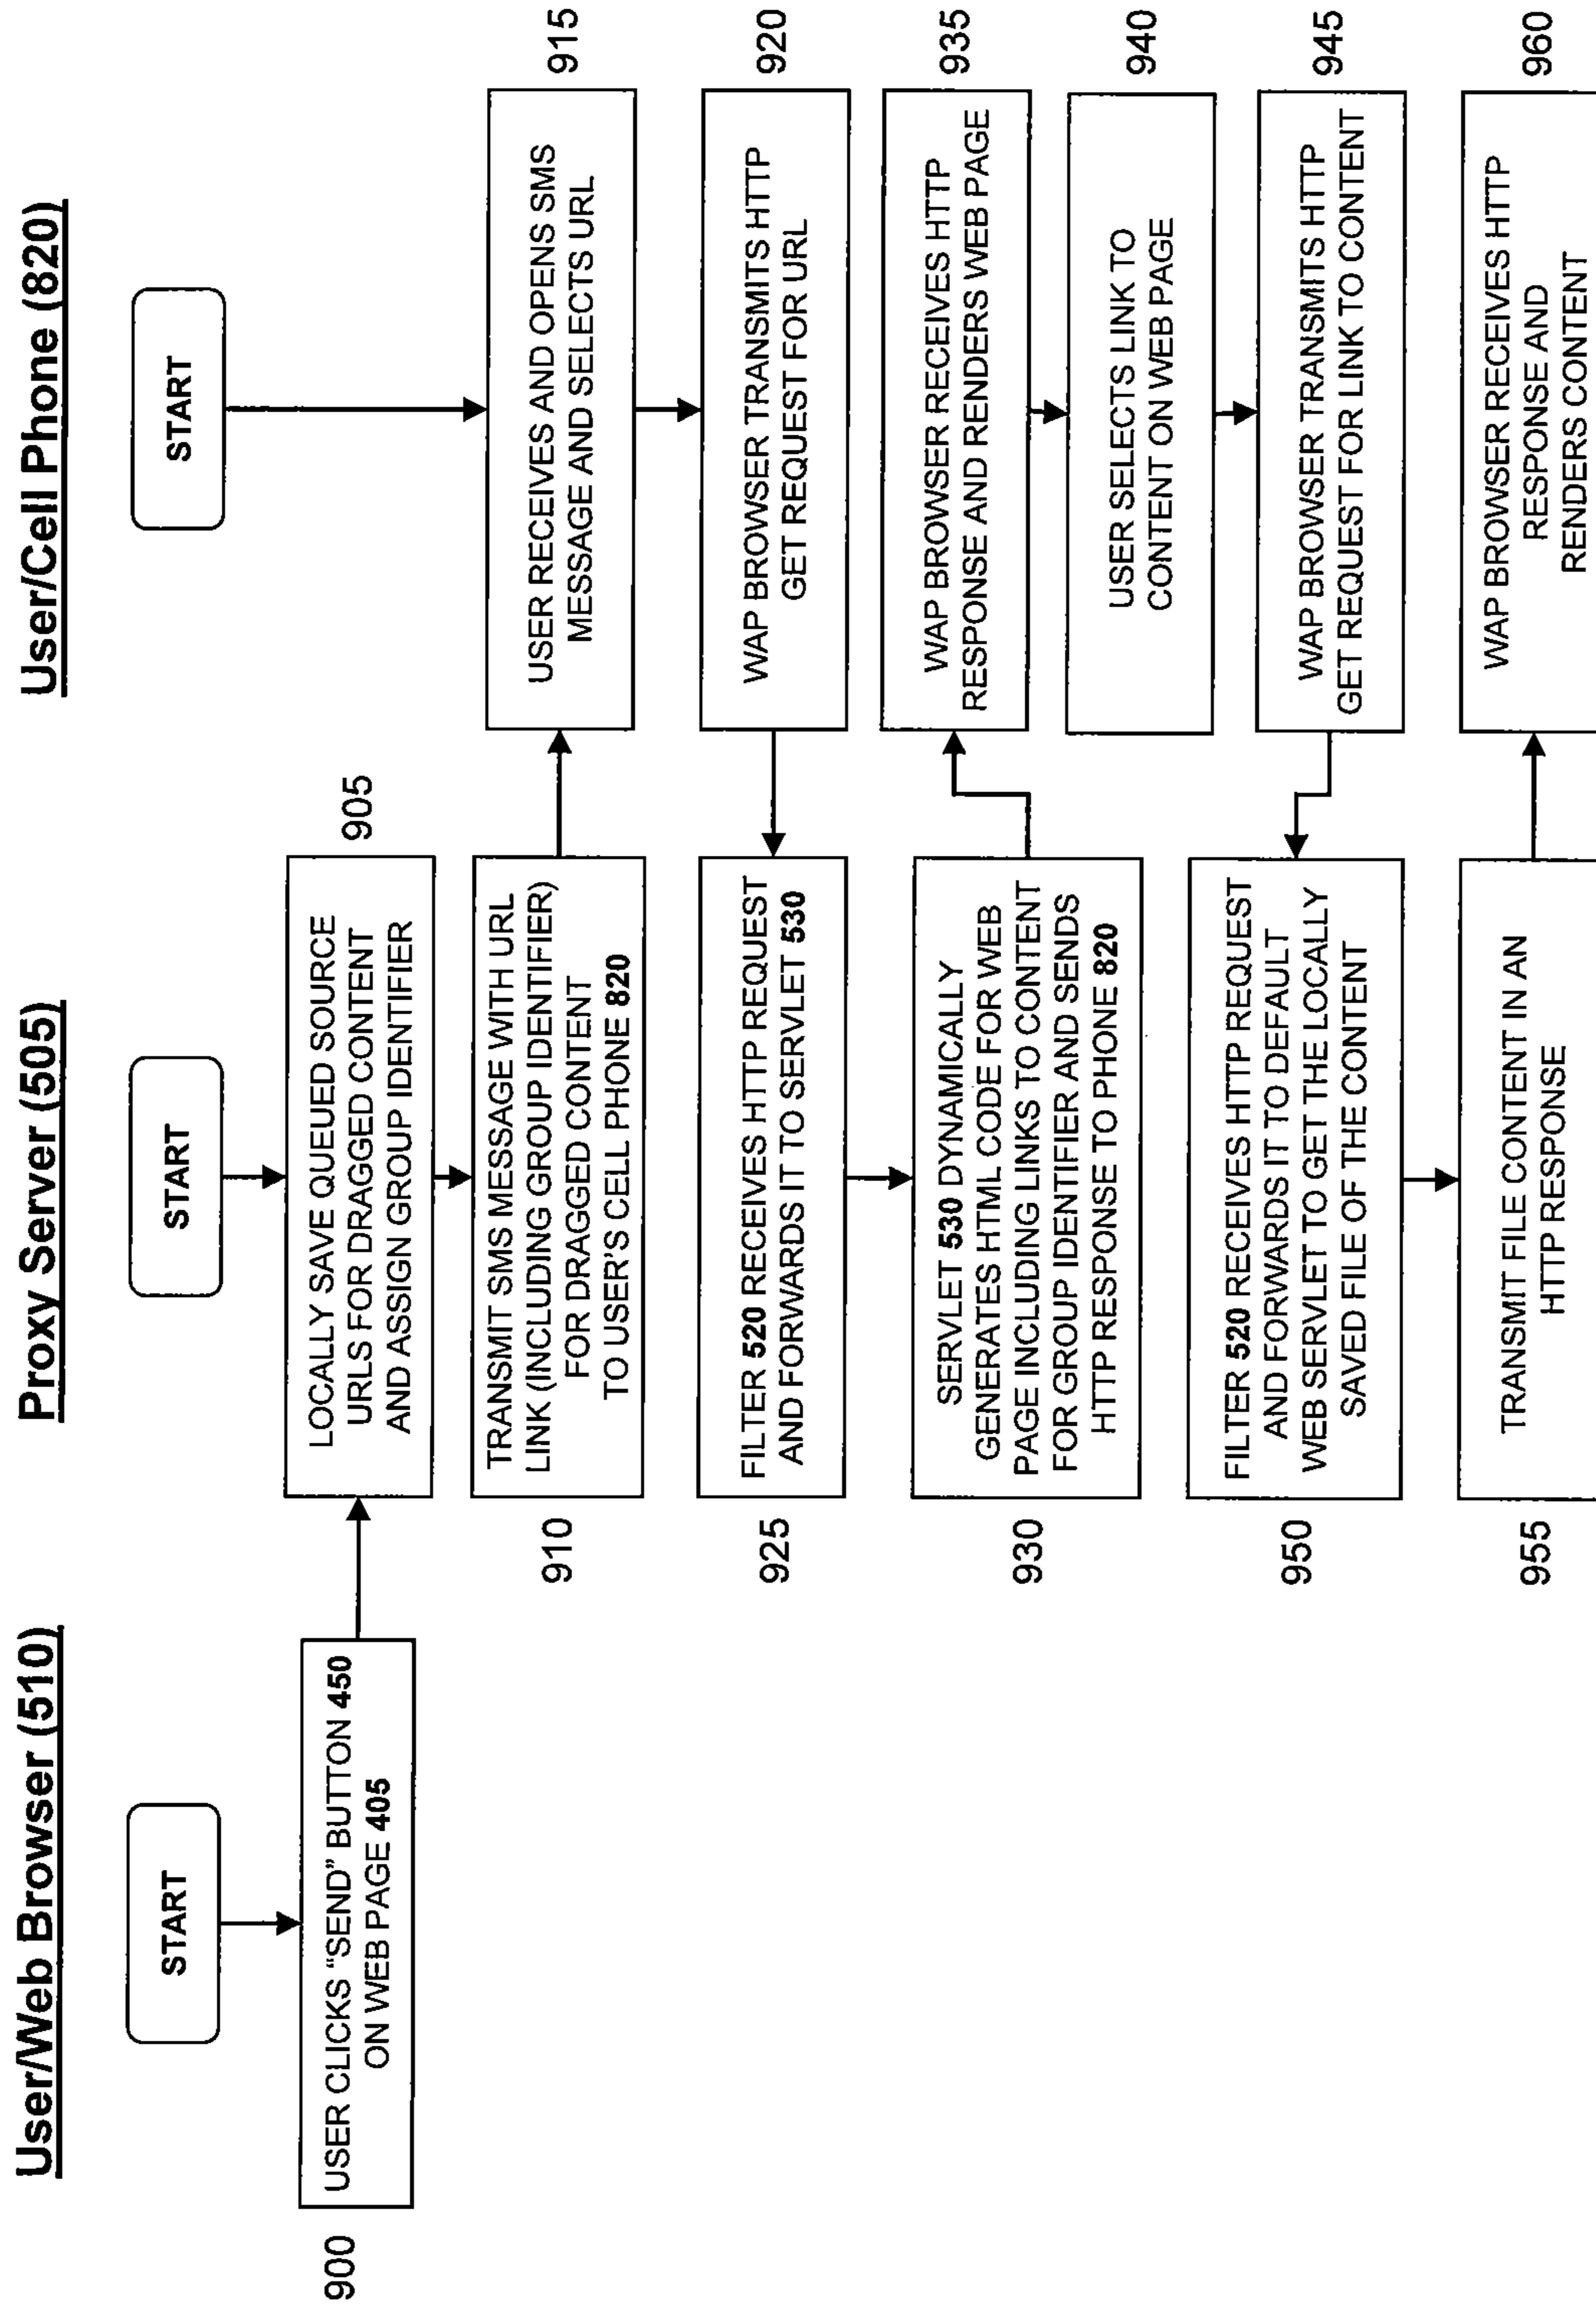 User/Web Browser (510)
START
900
USER CLICKS “SEND” BUTTON 450
ON WEB PAGE 405
Proxy Server (505)
START
905
LOCALLY SAVE QUEUED SOURCE
URLS FOR DRAGGED CONTENT
AND ASSIGN GROUP IDENTIFIER
910
TRANSMIT SMS MESSAGE WITH URL
LINK (INCLUDING GROUP IDENTIFIER)
FOR DRAGGED CONTENT
TO USER'S CELL PHONE 820
925
FILTER 520 RECEIVES HTTP REQUEST
AND FORWARDS IT TO SERVLET 530
930
SERVLET 530 DYNAMICALLY
GENERATES HTML CODE FOR WEB
PAGE INCLUDING LINKS TO CONTENT
FOR GROUP IDENTIFIER AND SENDS
HTTP RESPONSE TO PHONE 820
950
FILTER 520 RECEIVES HTTP REQUEST
AND FORWARDS IT TO DEFAULT
WEB SERVLET TO GET THE LOCALLY
SAVED FILE OF THE CONTENT
955
TRANSMIT FILE CONTENT IN AN
HTTP RESPONSE
User/Cell Phone (820)
START
915
USER RECEIVES AND OPENS SMS
MESSAGE AND SELECTS URL
920
WAP BROWSER TRANSMITS HTTP
GET REQUEST FOR URL
935
WAP BROWSER RECEIVES HTTP
RESPONSE AND RENDERS WEB PAGE
940
USER SELECTS LINK TO
CONTENT ON WEB PAGE
945
WAP BROWSER TRANSMITS HTTP
GET REQUEST FOR LINK TO CONTENT
960
WAP BROWSER RECEIVES HTTP
RESPONSE AND
RENDERS CONTENT